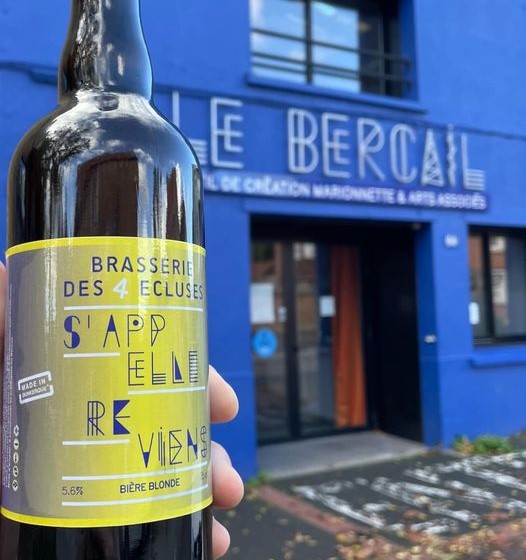 LE BERCAIL
DE CRÉATION MARIONNETTE & ARTS ASSOCIÉS
BRASSERIE
DES 4 ECLUSES
S'APP
ELLE
RE
VIENS
MADE IN
DUNKERQUE
5.6%
BIÈRE BLONDE